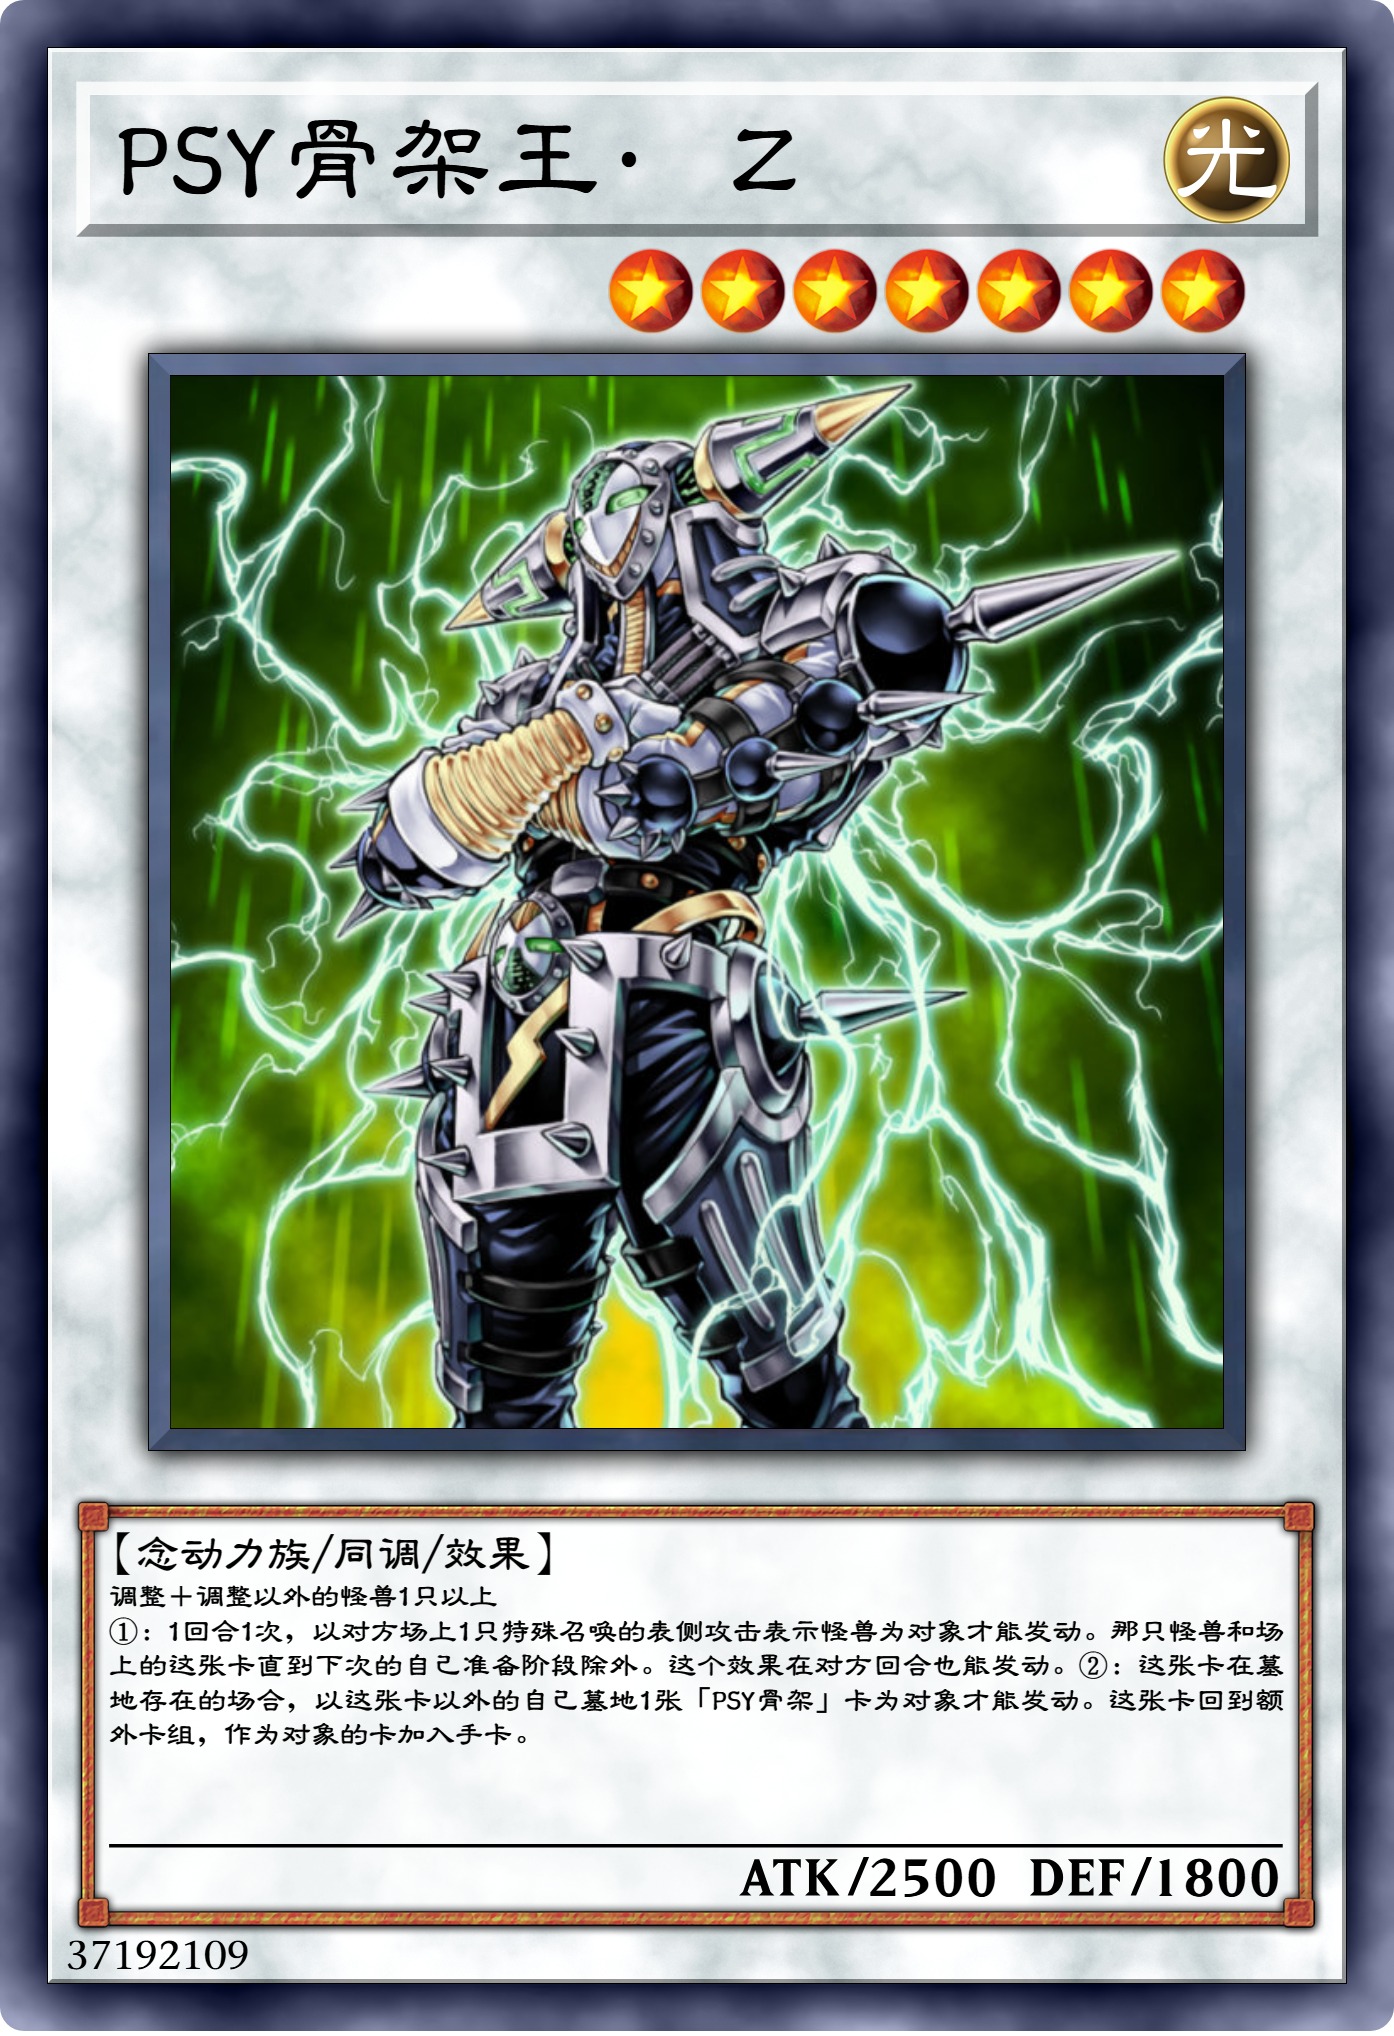 PSY骨架王· Z
光
【念动力族/同调/效果】
调整＋调整以外的怪兽1只以上
①：1回合1次，以对方场上1只特殊召唤的表侧攻击表示怪兽为对象才能发动。那只怪兽和场
上的这张卡直到下次的自己准备阶段除外。这个效果在对方回合也能发动。②：这张卡在墓
地存在的场合，以这张卡以外的自己墓地1张「PSY骨架」卡为对象才能发动。这张卡回到额
外卡组，作为对象的卡加入手卡。
ATK/2500 DEF/1800
37192109